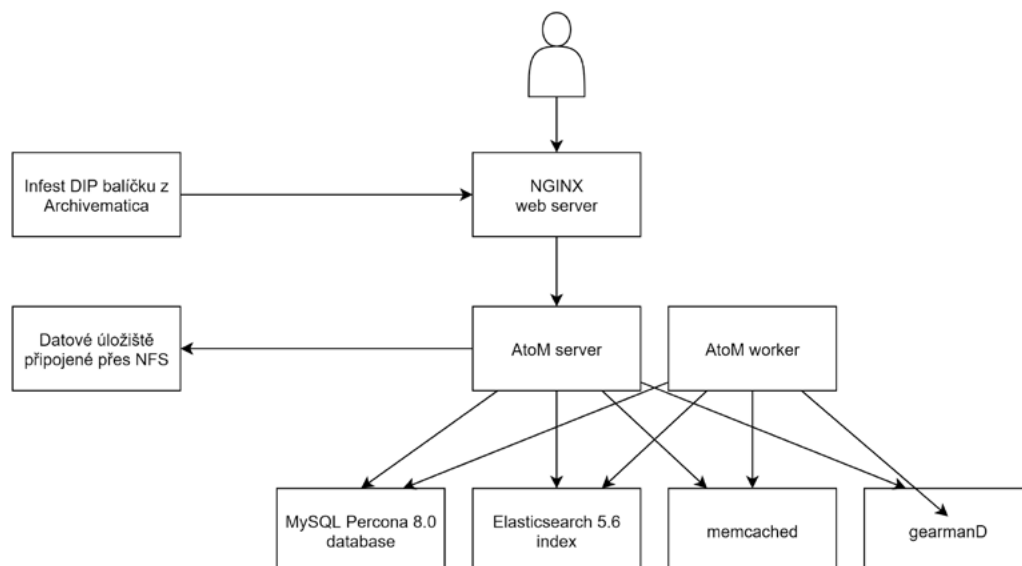 Infest DIP balíčku z
Archivematica
NGINX
web server
Datové úložiště
připojené přes NFS
AtoM server
AtoM worker
MySQL Percona 8.0
database
Elasticsearch 5.6
index
memcached
gearmanD